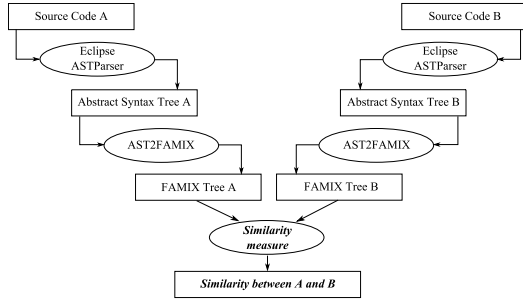 Source Code A
Source Code B
Eclipse
ASTParser
Eclipse
ASTParser
Abstract Syntax Tree A
Abstract Syntax Tree B
AST2FAMIX
AST2FAMIX
FAMIX Tree A
FAMIX Tree B
Similarity
measure
Similarity between A and B